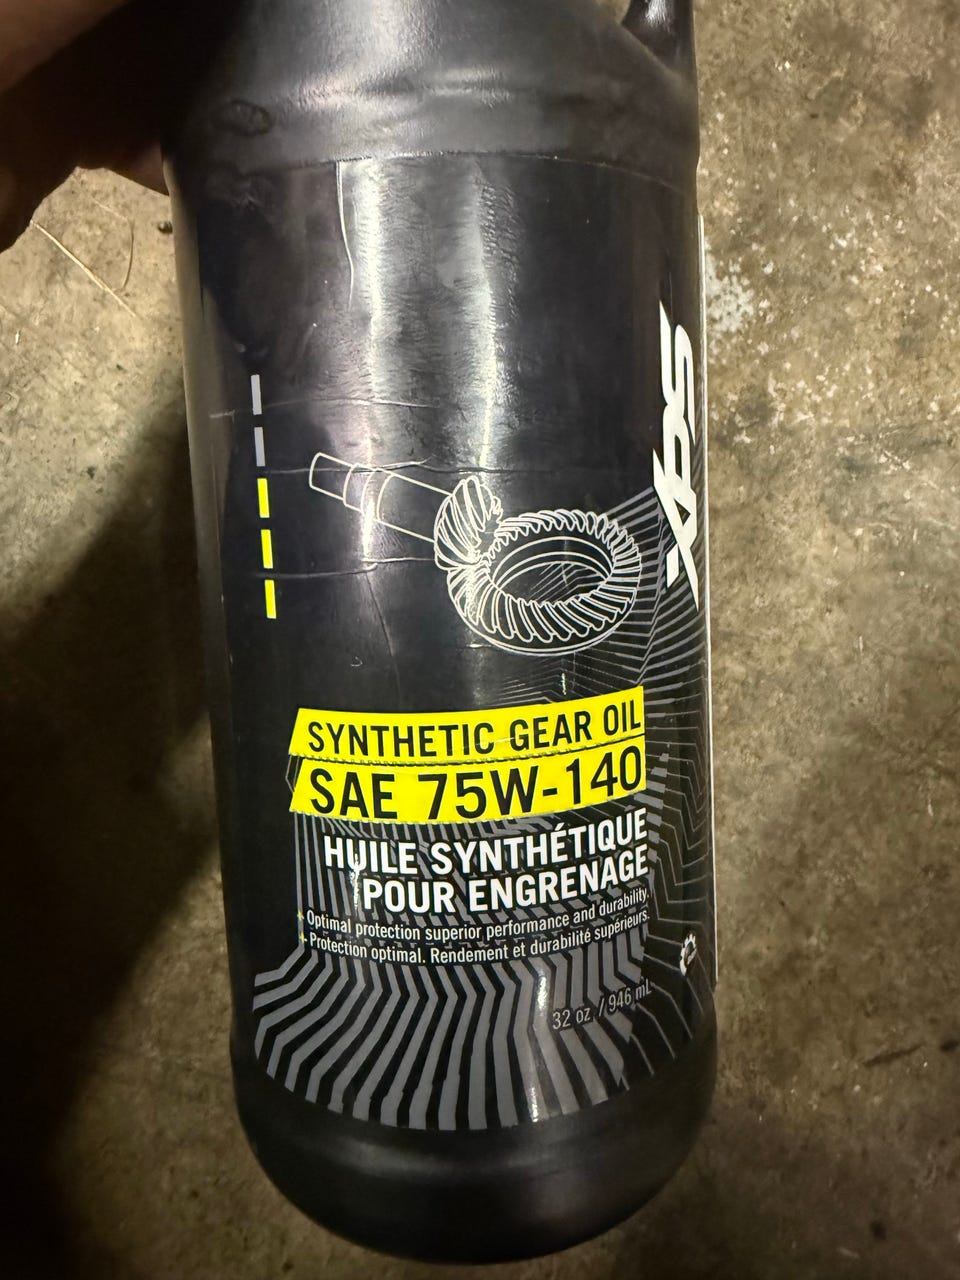 XPS
SYNTHETIC GEAR OIL
SAE 75W-140
HUILE SYNTHÉTIQUE
POUR ENGRENAGE
+ Optimal protection superior performance and durability.
+ Protection optimal. Rendement et durabilité supérieurs.
32 oz. / 946 mL